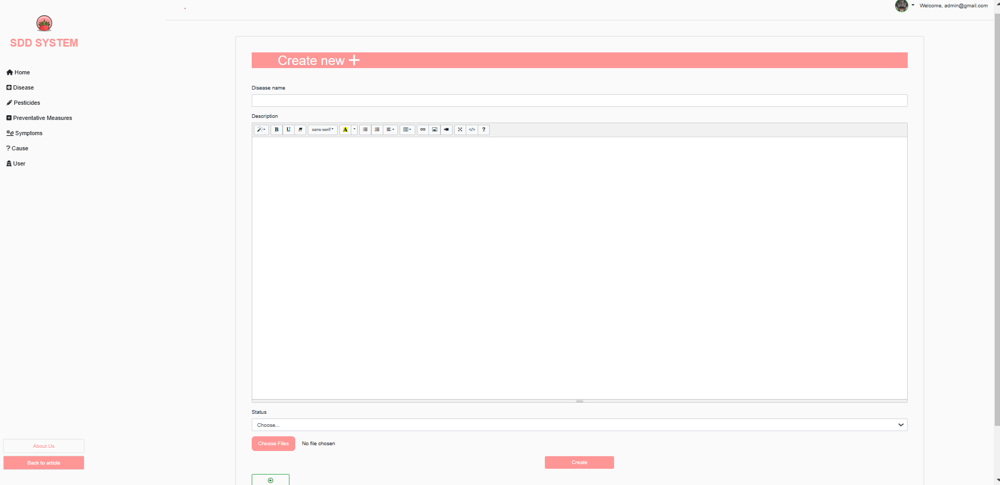 Welcome, admin@gmail.com
SDD SYSTEM
Home
Disease
Pesticides
Preventative Measures
Symptoms
? Cause
User
About Us
Back to article
Create new +
Disease name
Description
B U sans-serif A </> ?
Status
Choose...
Choose Files No file chosen
Create